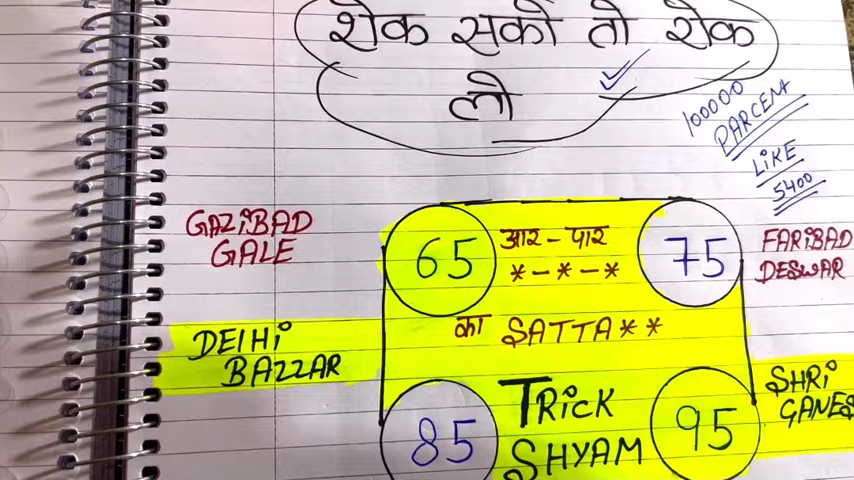 रोक सको तो रोक
लो
100000
PARCENT
LIKE
5400
GAZIBAD
GALE
65
आर - पार
*-*-*
75
FARIBAD
DESWAR
का SATTA**
DELHI
BAZZAR
85
TRICK
SHYAM
95
SHRI
GANES